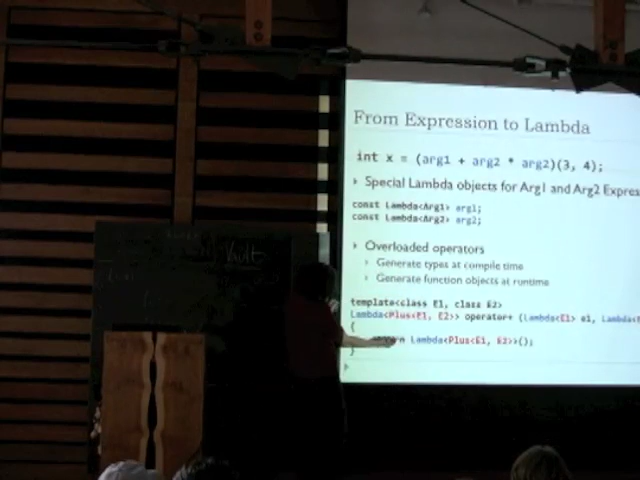 From Expression to Lambda
int x = (arg1 + arg2 * arg2)(3, 4);
Special Lambda objects for Arg1 and Arg2 Expres
const Lambda<Arg1> arg1;
const Lambda<Arg2> arg2;
Overloaded operators
Generate types at compile time
Generate function objects at runtime
template<class E1, class E2>
Lambda<Plus<E1, E2>> operator+ (Lambda<E1> e1, Lambda<E
{
Lambda<Plus<E1, E2>>();
}